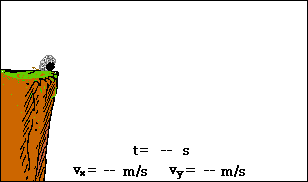 t= -- s
vx= -- m/s vy= -- m/s